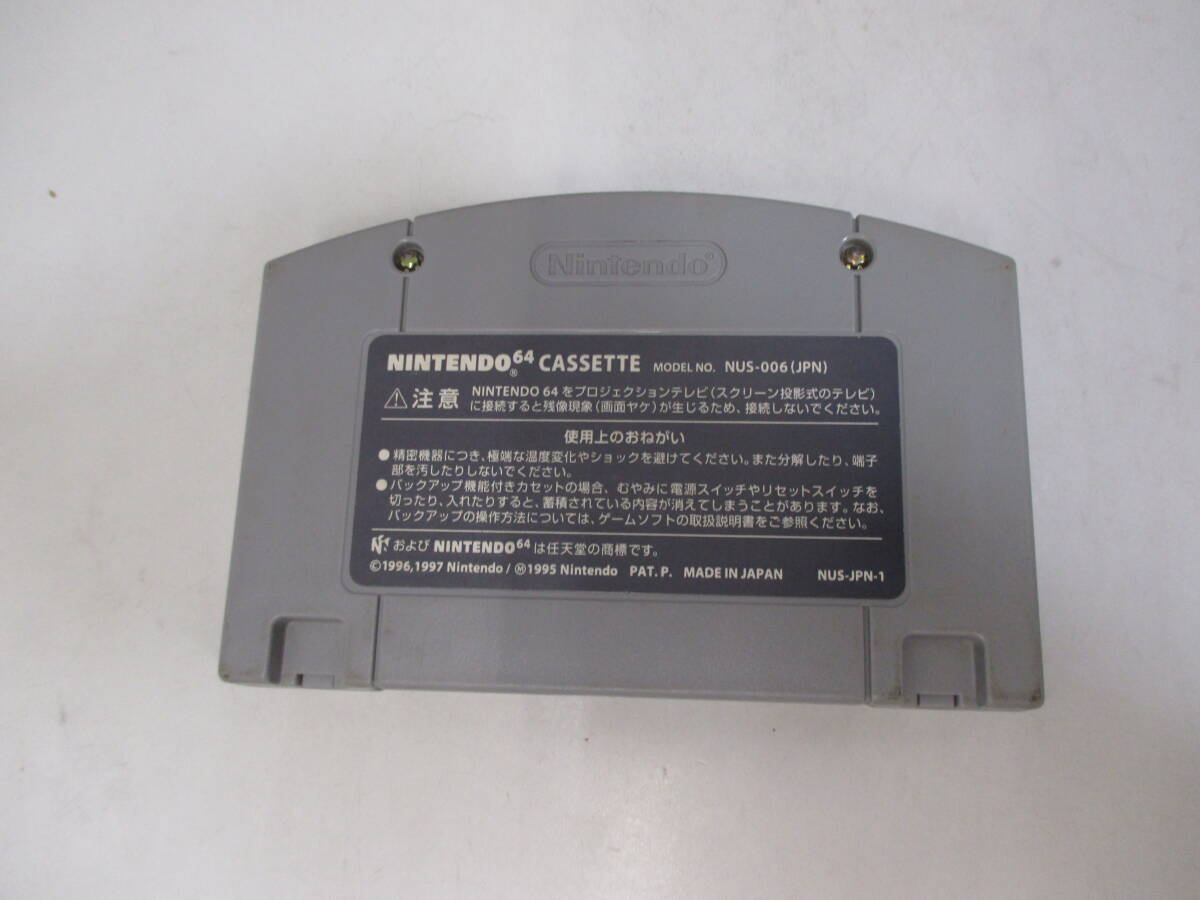 Nintendo®
NINTENDO64® CASSETTE MODEL NO. NUS-006(JPN)
⚠注意 NINTENDO 64をプロジェクションテレビ(スクリーン投影式のテレビ)
に接続すると残像現象(画面ヤケ)が生じるため、接続しないでください。
使用上のおねがい
●精密機器につき、極端な温度変化やショックを避けてください。また分解したり、端子
部を汚したりしないでください。
●バックアップ機能付きカセットの場合、むやみに電源スイッチやリセットスイッチを
切ったり、入れたりすると、蓄積されている内容が消えてしまうことがあります。なお、
バックアップの操作方法については、ゲームソフトの取扱説明書をご参照ください。
および NINTENDO64 は任天堂の商標です。
©1996,1997 Nintendo / Ⓜ1995 Nintendo PAT. P. MADE IN JAPAN NUS-JPN-1